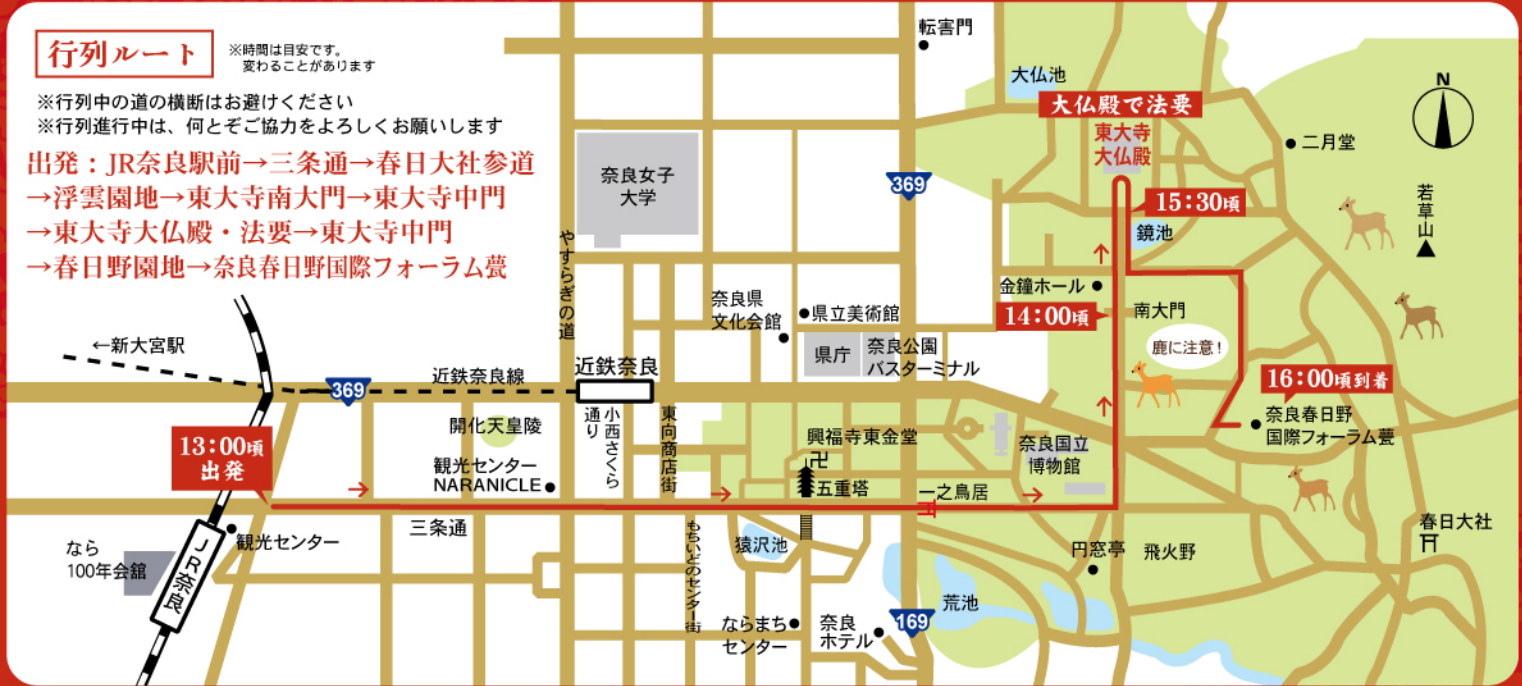 行列ルート
※時間は目安です。
変わることがあります
※行列中の道の横断はお避けください
※行列進行中は、何とぞご協力をよろしくお願いします
出発：JR奈良駅前→三条通→春日大社参道
→浮雲園地→東大寺南大門→東大寺中門
→東大寺大仏殿・法要→東大寺中門
→春日野園地→奈良春日野国際フォーラム甍
転害門
大仏池
大仏殿で法要
東大寺
大仏殿
N
二月堂
若草山
15:30頃
鏡池
奈良女子
大学
369
やすらぎの道
金鐘ホール
14:00頃
南大門
鹿に注意！
奈良県
文化会館
県立美術館
県庁
奈良公園
バスターミナル
←新大宮駅
369
近鉄奈良線
近鉄奈良
16:00頃到着
奈良春日野
国際フォーラム甍
13:00頃
出発
開化天皇陵
観光センター
NARANICLE
小西さくら
通り
東向商店街
興福寺東金堂
卍
五重塔
奈良国立
博物館
一之鳥居
三条通
観光センター
なら
100年会舘
JR奈良
もちいどのセンター街
猿沢池
円窓亭
飛火野
春日大社
荒池
ならまち
センター
奈良
ホテル
169